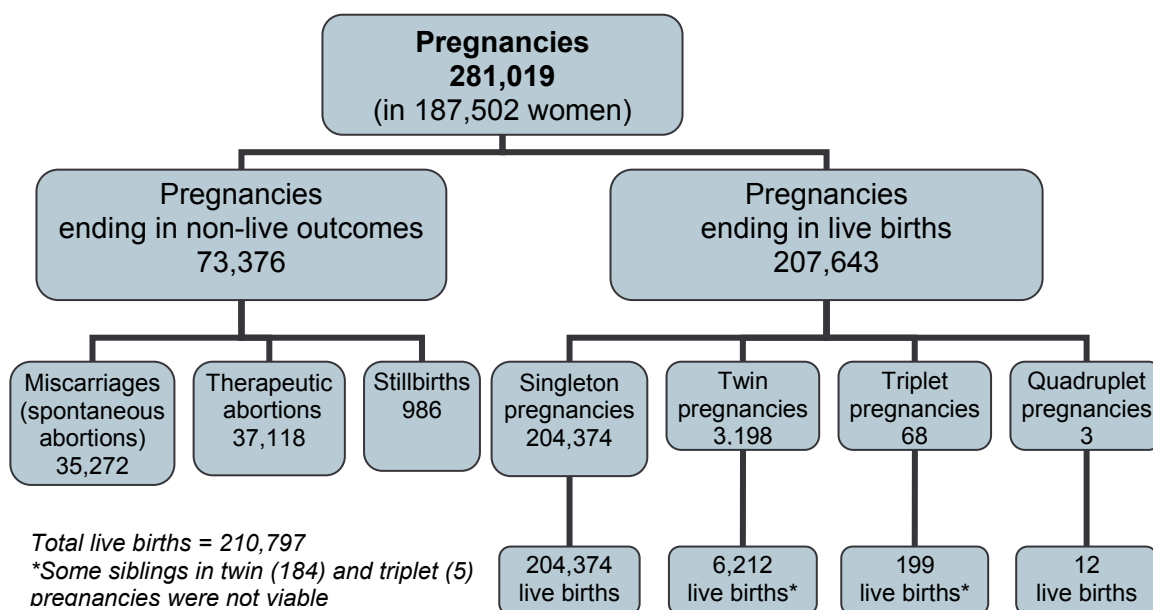 Pregnancies
281,019
(in 187,502 women)
Pregnancies
ending in non-live outcomes
73,376
Pregnancies
ending in live births
207,643
Miscarriages
(spontaneous
abortions)
35,272
Therapeutic
abortions
37,118
Stillbirths
986
Singleton
pregnancies
204,374
Twin
pregnancies
3,198
Triplet
pregnancies
68
Quadruplet
pregnancies
3
204,374
live births
6,212
live births*
199
live births*
12
live births
Total live births = 210,797
*Some siblings in twin (184) and triplet (5)
pregnancies were not viable